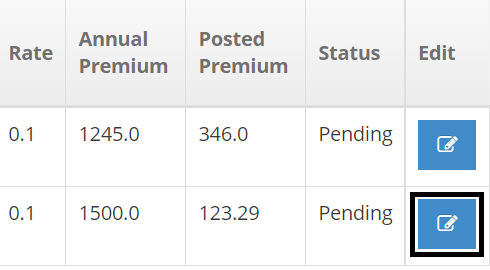 Rate Annual Premium Posted Premium Status Edit
0.1 1245.0 346.0 Pending
0.1 1500.0 123.29 Pending